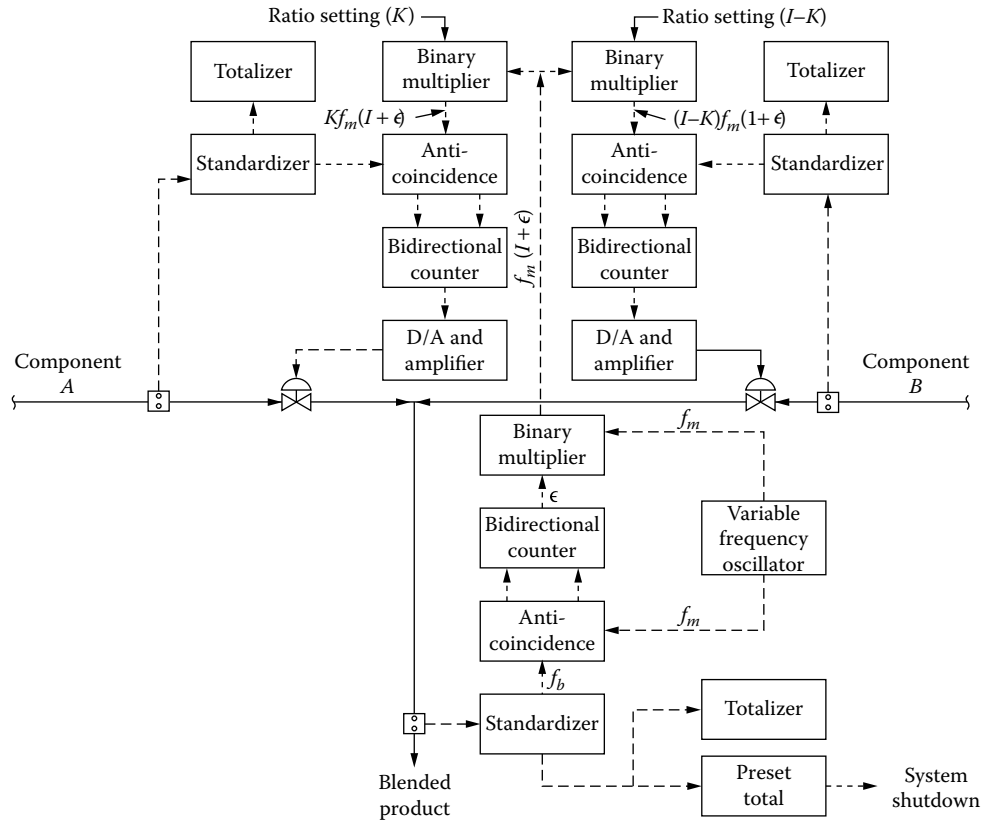 Ratio setting (K)
Ratio setting (I–K)
Totalizer
Binary
multiplier
Binary
multiplier
Totalizer
Kf_m(I + ϵ)
(I–K)f_m(1+ ϵ)
Standardizer
Anti-
coincidence
Anti-
coincidence
Standardizer
f_m (I + ϵ)
Bidirectional
counter
Bidirectional
counter
D/A and
amplifier
D/A and
amplifier
Component
A
Component
B
Binary
multiplier
f_m
ϵ
Bidirectional
counter
Variable
frequency
oscillator
Anti-
coincidence
f_m
f_b
Standardizer
Totalizer
Blended
product
Preset
total
System
shutdown